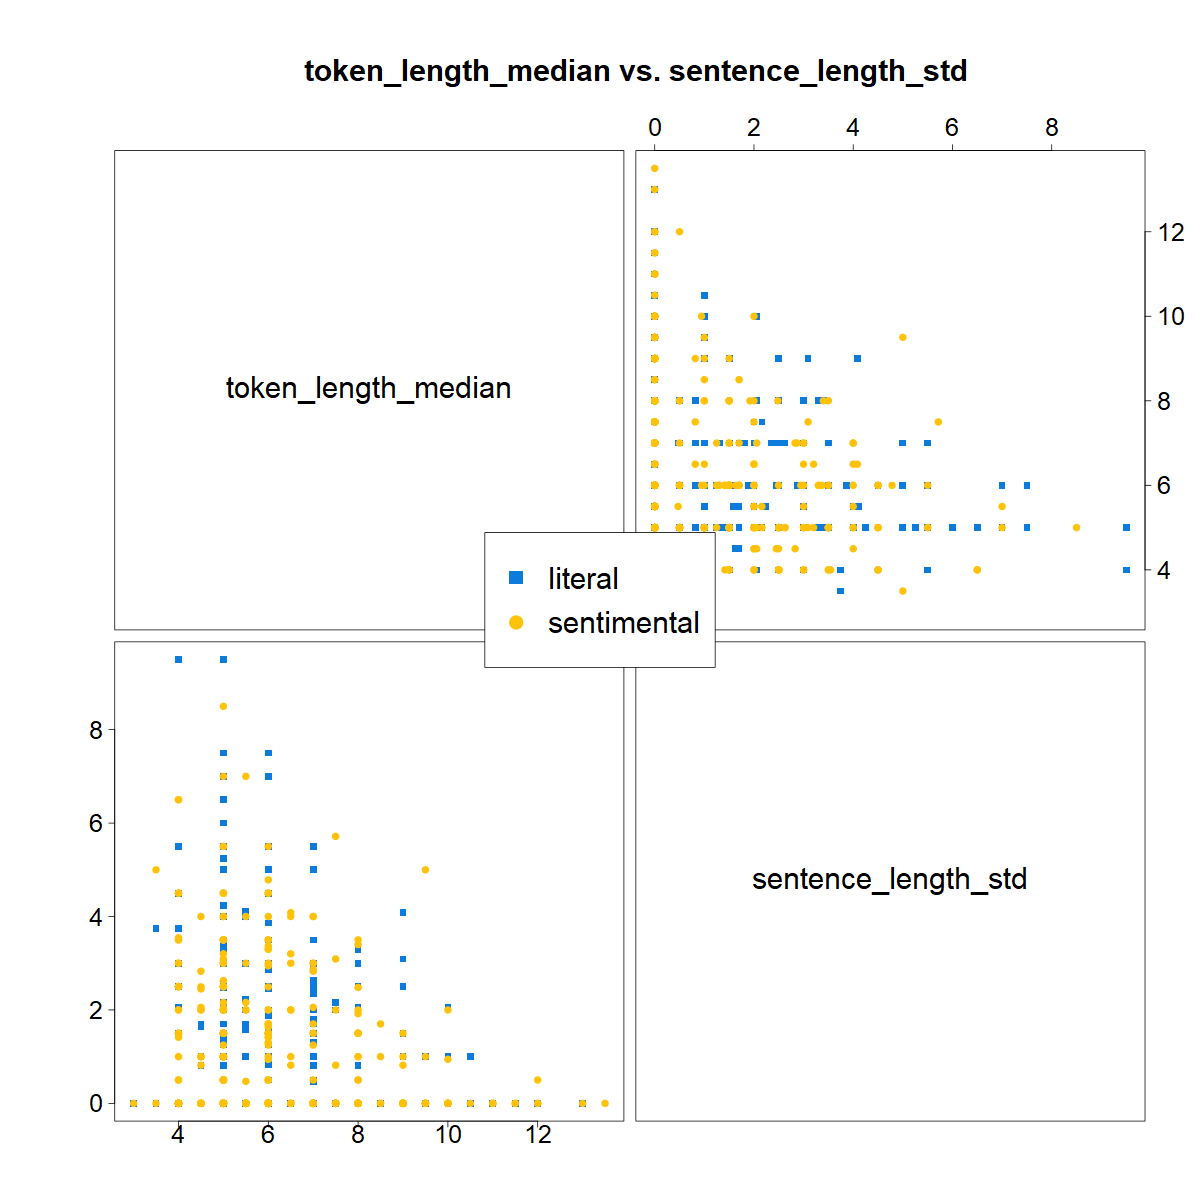 token_length_median vs. sentence_length_std
0 2 4 6 8
12
10
8
6
4
token_length_median
literal
sentimental
8
6
4
2
0
sentence_length_std
4 6 8 10 12